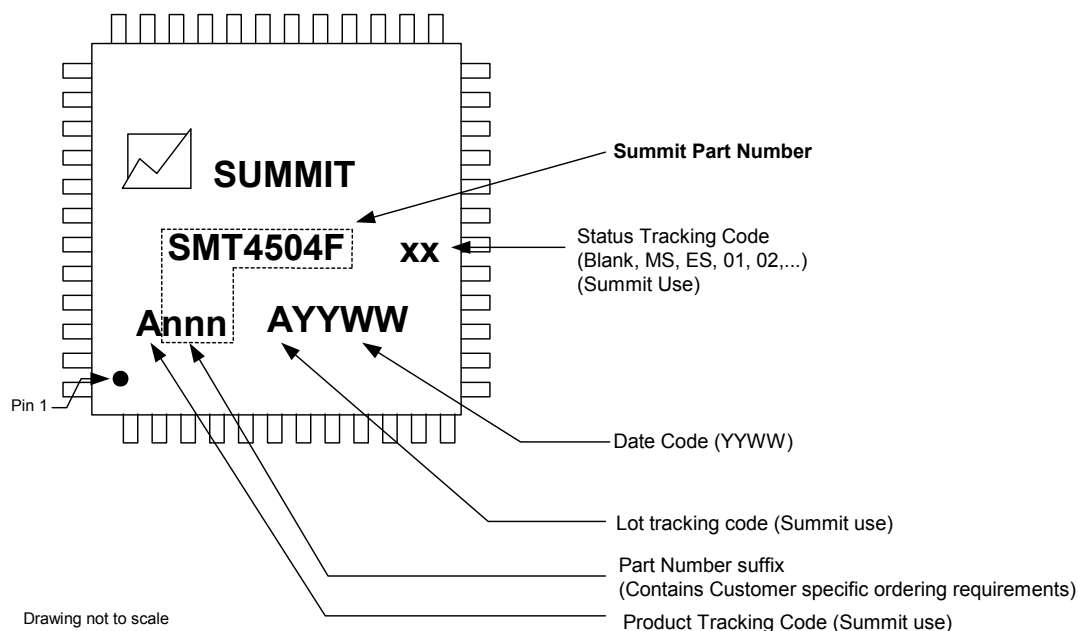 SUMMIT
Summit Part Number
SMT4504F
xx
Status Tracking Code
(Blank, MS, ES, 01, 02,...)
(Summit Use)
Annn
AYYWW
Pin 1
Date Code (YYWW)
Lot tracking code (Summit use)
Part Number suffix
(Contains Customer specific ordering requirements)
Drawing not to scale
Product Tracking Code (Summit use)